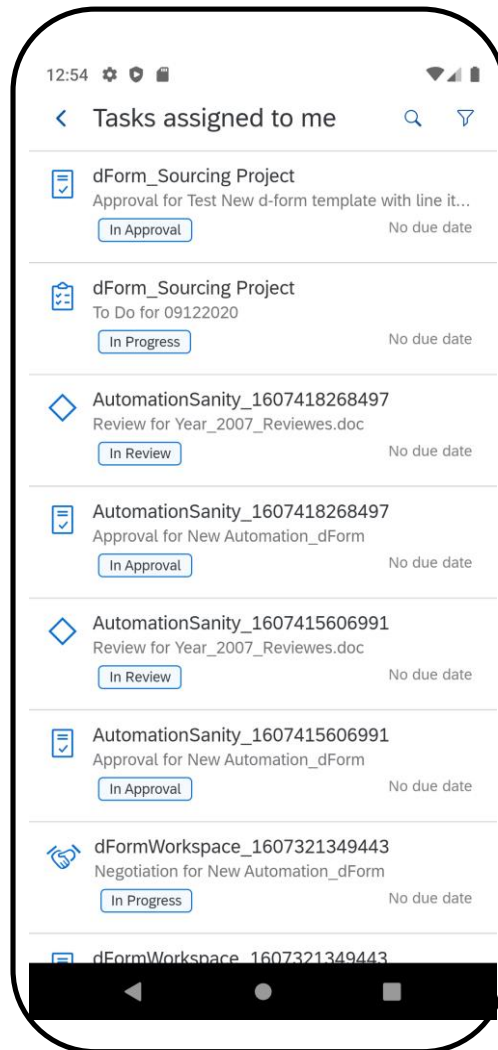 12:54
Tasks assigned to me
dForm_Sourcing Project
Approval for Test New d-form template with line it...
In Approval
No due date
dForm_Sourcing Project
To Do for 09122020
In Progress
No due date
AutomationSanity_1607418268497
Review for Year_2007_Reviewes.doc
In Review
No due date
AutomationSanity_1607418268497
Approval for New Automation_dForm
In Approval
No due date
AutomationSanity_1607415606991
Review for Year_2007_Reviewes.doc
In Review
No due date
AutomationSanity_1607415606991
Approval for New Automation_dForm
In Approval
No due date
dFormWorkspace_1607321349443
Negotiation for New Automation_dForm
In Progress
No due date
dFormWorkspace_1607321349443